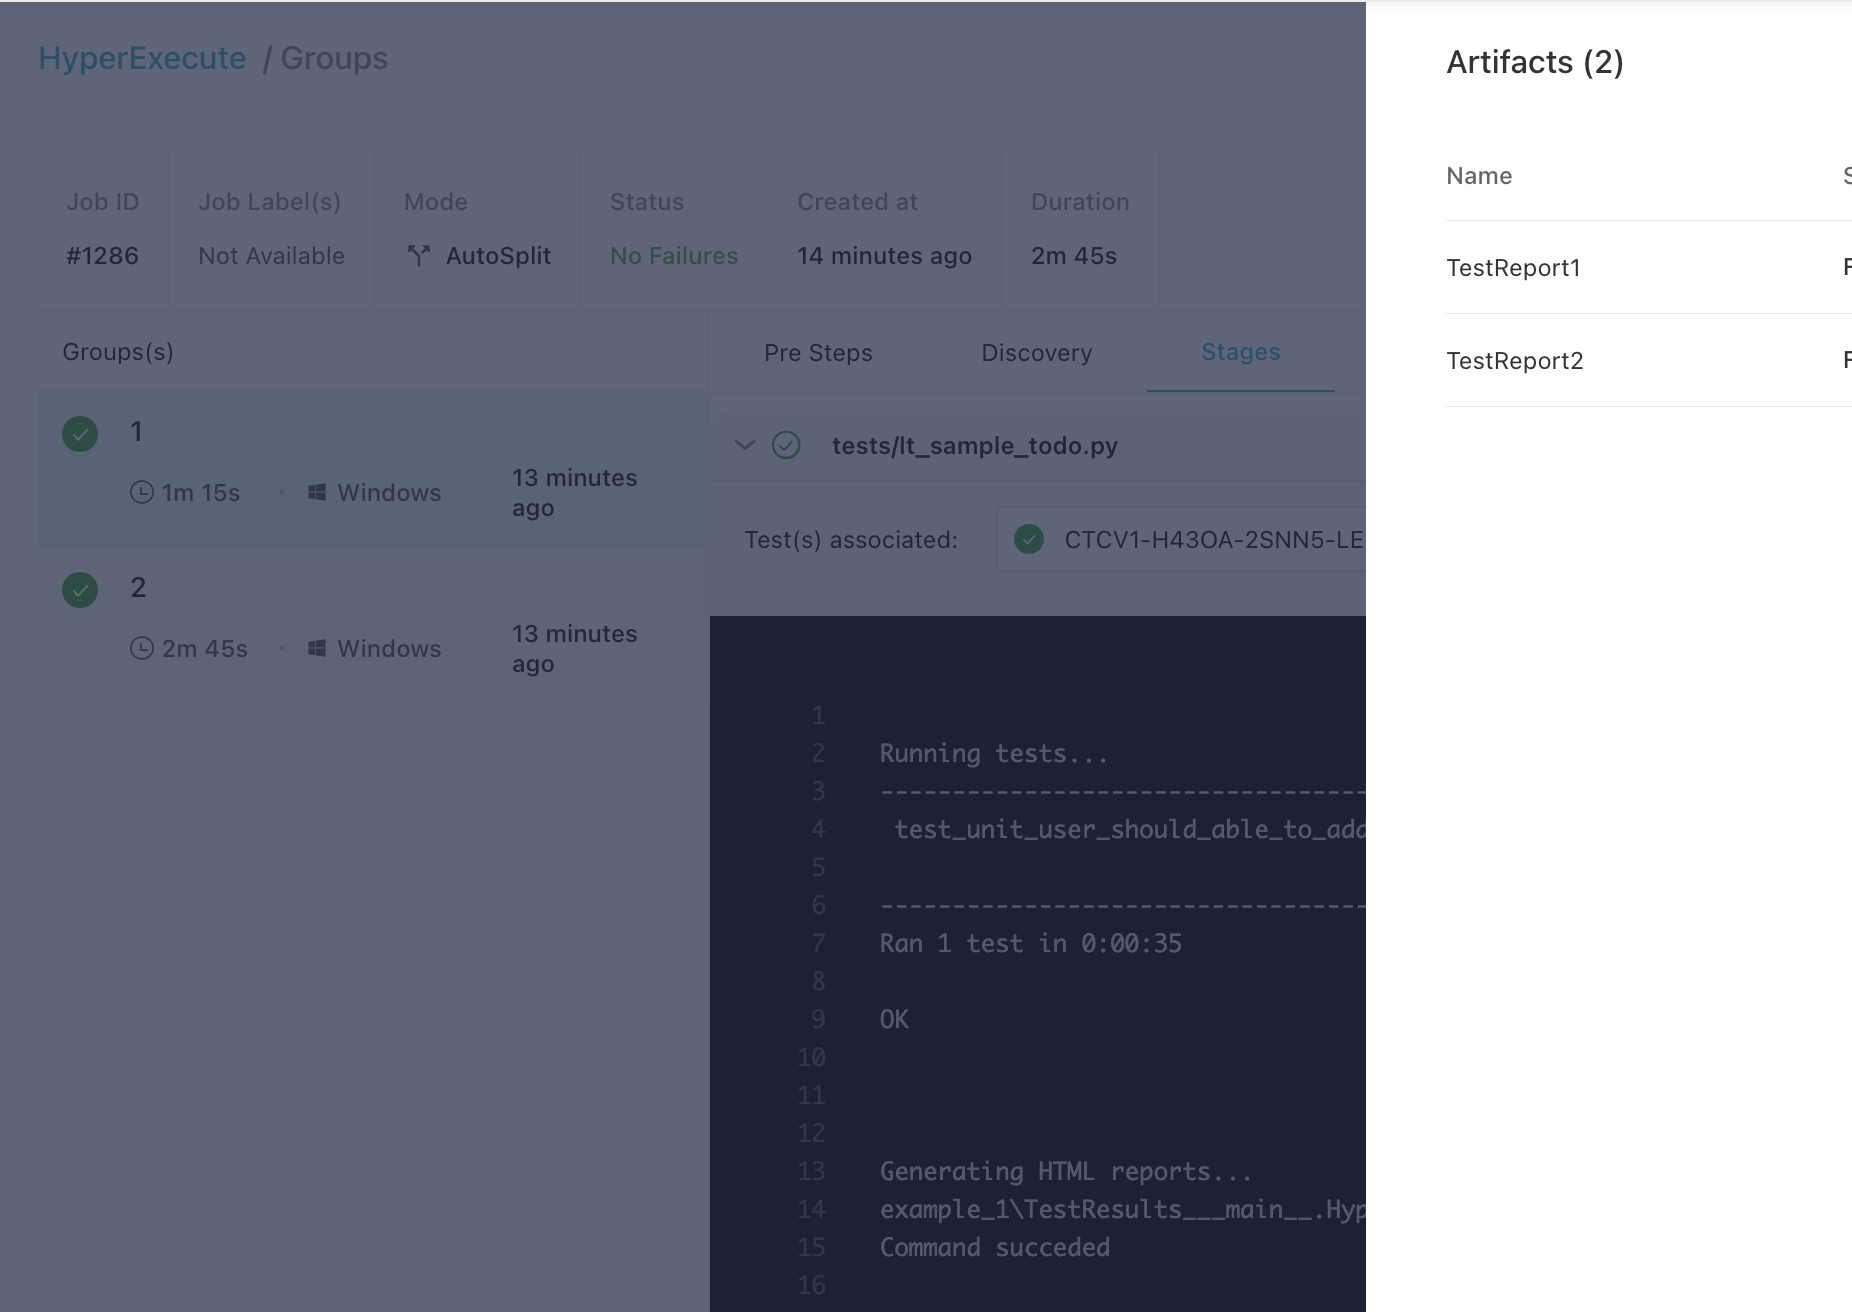 HyperExecute / Groups
Job ID
#1286
Job Label(s)
Not Available
Mode
AutoSplit
Status
No Failures
Created at
14 minutes ago
Duration
2m 45s
Groups(s)
1
1m 15s
Windows
13 minutes
ago
2
2m 45s
Windows
13 minutes
ago
Pre Steps
Discovery
Stages
tests/lt_sample_todo.py
Test(s) associated:
CTCV1-H43OA-2SNN5-LE
1
2 Running tests...
3 ----------------------------------
4 test_unit_user_should_able_to_add
5
6 ----------------------------------
7 Ran 1 test in 0:00:35
8
9 OK
10
11
12
13 Generating HTML reports...
14 example_1\TestResults___main__.Hyp
15 Command succeded
16
Artifacts (2)
Name
TestReport1
TestReport2